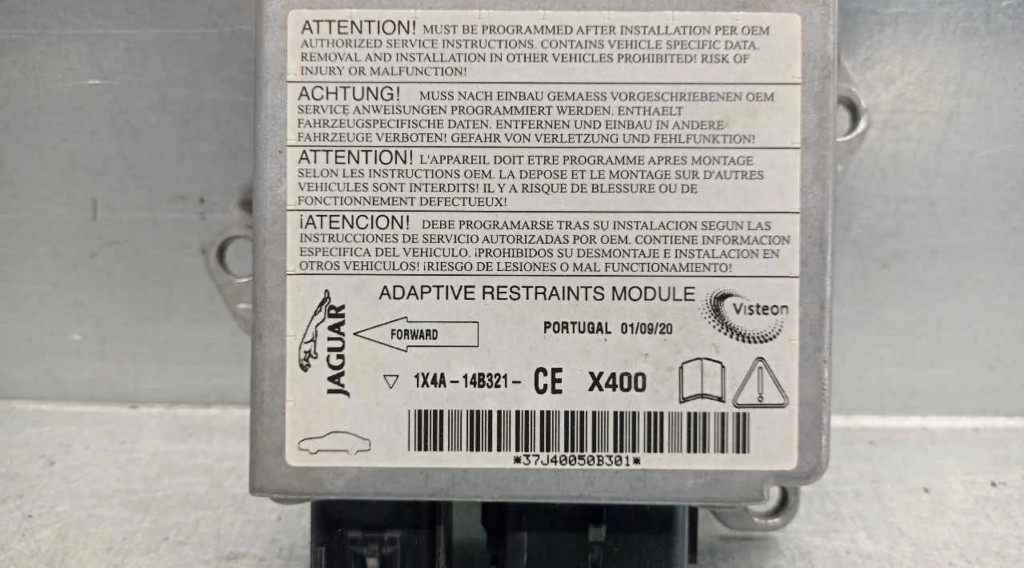 ATTENTION! MUST BE PROGRAMMED AFTER INSTALLATION PER OEM
AUTHORIZED SERVICE INSTRUCTIONS. CONTAINS VEHICLE SPECIFIC DATA.
REMOVAL AND INSTALLATION IN OTHER VEHICLES PROHIBITED! RISK OF
INJURY OR MALFUNCTION!
ACHTUNG! MUSS NACH EINBAU GEMAESS VORGESCHRIEBENEN OEM
SERVICE ANWEISUNGEN PROGRAMMIERT WERDEN. ENTHAELT
FAHRZEUGSPEZIFISCHE DATEN. ENTFERNEN UND EINBAU IN ANDERE
FAHRZEUGE VERBOTEN! GEFAHR VON VERLETZUNG UND FEHLFUNKTION!
ATTENTION! L'APPAREIL DOIT ETRE PROGRAMME APRES MONTAGE
SELON LES INSTRUCTIONS OEM. LA DEPOSE ET LE MONTAGE SUR D'AUTRES
VEHICULES SONT INTERDITS! IL Y A RISQUE DE BLESSURE OU DE
FONCTIONNEMENT DEFECTUEUX!
¡ATENCION! DEBE PROGRAMARSE TRAS SU INSTALACION SEGUN LAS
INSTRUCCIONES DE SERVICIO AUTORIZADAS POR OEM. CONTIENE INFORMACION
ESPECIFICA DEL VEHICULO. ¡PROHIBIDOS SU DESMONTAJE E INSTALACION EN
OTROS VEHICULOS! ¡RIESGO DE LESIONES O MAL FUNCTIONAMIENTO!
ADAPTIVE RESTRAINTS MODULE
Visteon
JAGUAR
FORWARD
PORTUGAL 01/09/20
1X4A-14B321- CE X400
*37J40050B301*